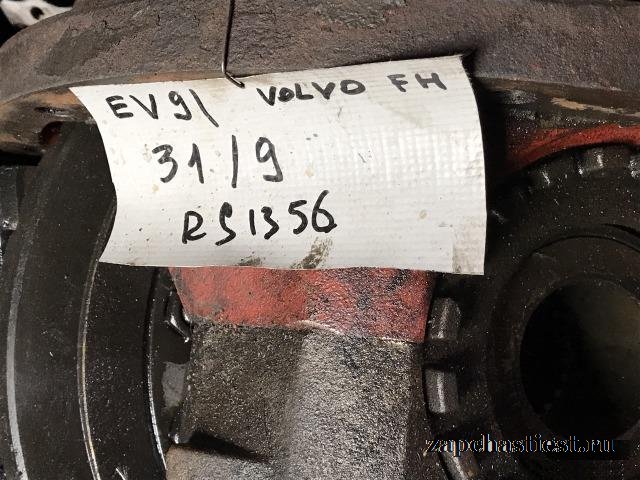 EV91 VOLVO FH
31/9
RS1356
zapchastiest.ru